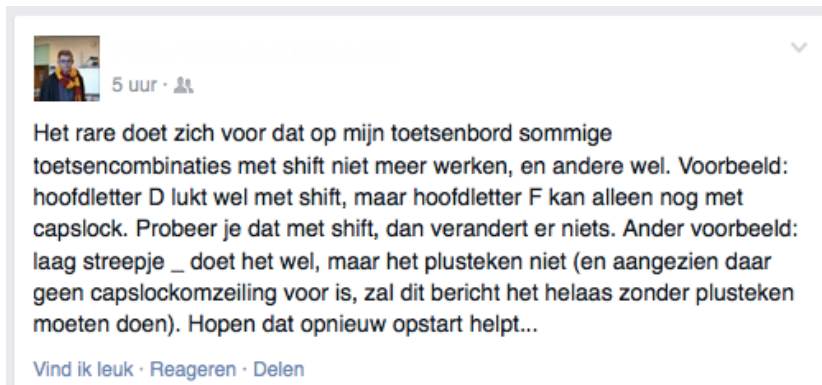 5 uur ·
Het rare doet zich voor dat op mijn toetsenbord sommige
toetsencombinaties met shift niet meer werken, en andere wel. Voorbeeld:
hoofdletter D lukt wel met shift, maar hoofdletter F kan alleen nog met
capslock. Probeer je dat met shift, dan verandert er niets. Ander voorbeeld:
laag streepje _ doet het wel, maar het plusteken niet (en aangezien daar
geen capslockomzeiling voor is, zal dit bericht het helaas zonder plusteken
moeten doen). Hopen dat opnieuw opstart helpt...
Vind ik leuk · Reageren · Delen